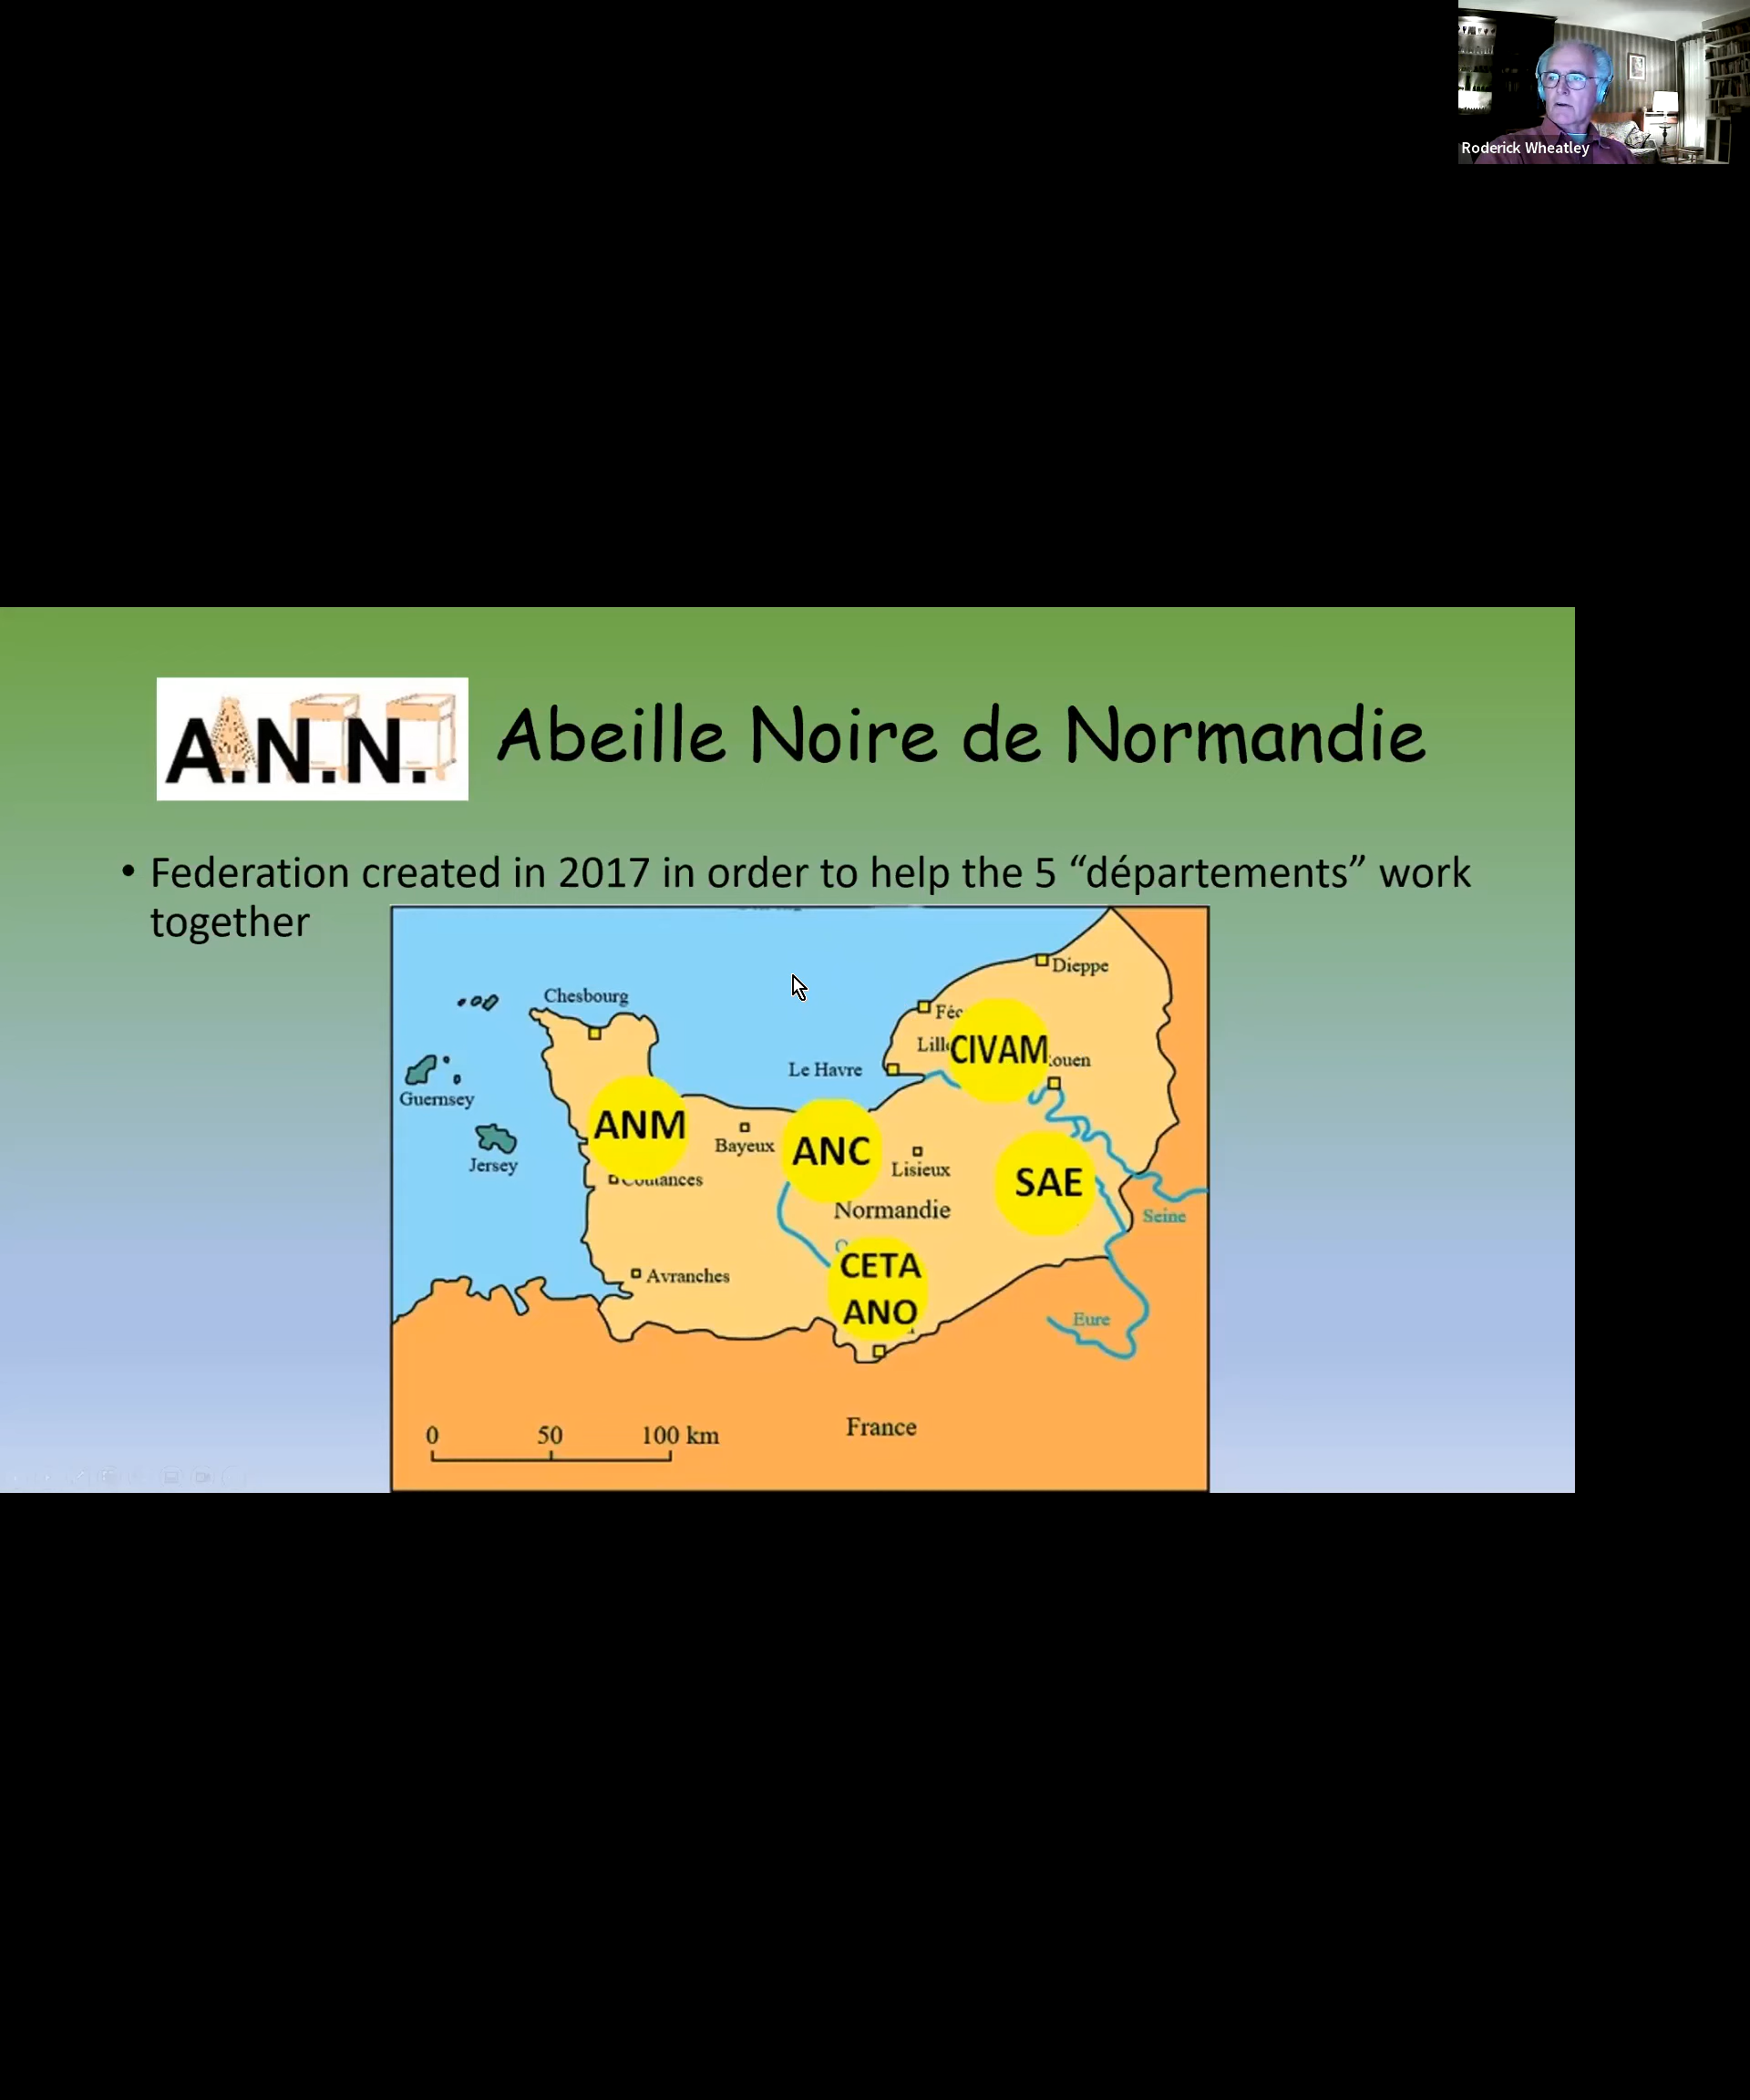 Roderick Wheatley
A.N.N.
Abeille Noire de Normandie
• Federation created in 2017 in order to help the 5 “départements” work
together
Dieppe
Chesbourg
CIVAM
Le Havre
Guernsey
ANM
Bayeux
ANC
Jersey
Lisieux
SAE
Normandie
Seine
CETA
ANO
Avranches
Eure
France
0 50 100 km